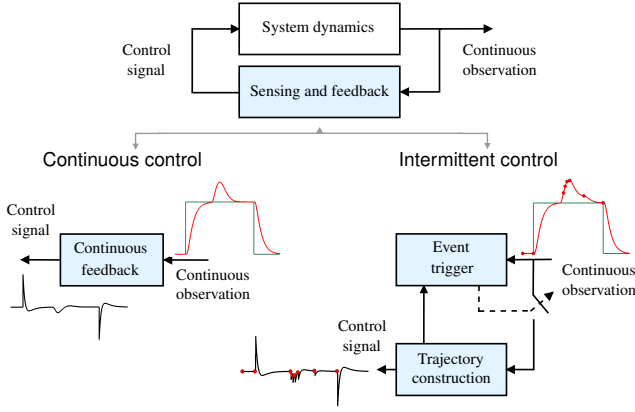 System dynamics
Control
signal
Continuous
observation
Sensing and feedback
Continuous control
Intermittent control
Control
signal
Continuous
feedback
Continuous
observation
Event
trigger
Continuous
observation
Control
signal
Trajectory
construction